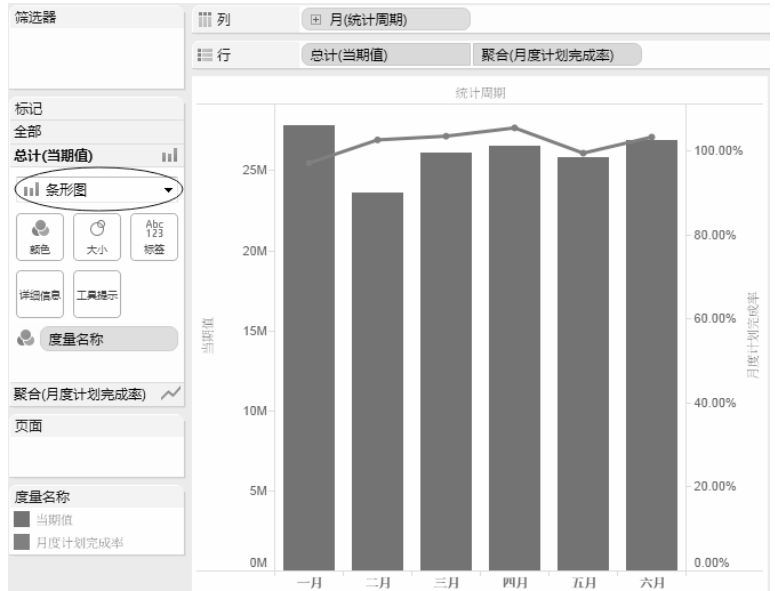 筛选器
列
月(统计周期)
行
总计(当期值)
聚合(月度计划完成率)
标记
全部
总计(当期值)
条形图
颜色
大小
Abc
123
标签
详细信息
工具提示
度量名称
聚合(月度计划完成率)
页面
度量名称
当期值
月度计划完成率
统计周期
25M
20M
15M
10M
5M
0M
当期值
100.00%
80.00%
60.00%
40.00%
20.00%
0.00%
月度计划完成率
一月
二月
三月
四月
五月
六月